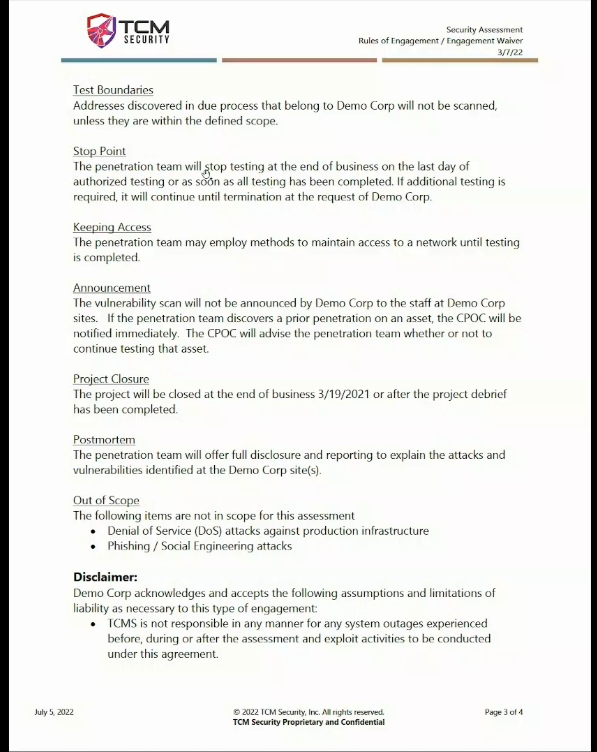 TCM
SECURITY
Security Assessment
Rules of Engagement / Engagement Waiver
3/7/22
Test Boundaries
Addresses discovered in due process that belong to Demo Corp will not be scanned,
unless they are within the defined scope.
Stop Point
The penetration team will stop testing at the end of business on the last day of
authorized testing or as soon as all testing has been completed. If additional testing is
required, it will continue until termination at the request of Demo Corp.
Keeping Access
The penetration team may employ methods to maintain access to a network until testing
is completed.
Announcement
The vulnerability scan will not be announced by Demo Corp to the staff at Demo Corp
sites.   If the penetration team discovers a prior penetration on an asset, the CPOC will be
notified immediately.  The CPOC will advise the penetration team whether or not to
continue testing that asset.
Project Closure
The project will be closed at the end of business 3/19/2021 or after the project debrief
has been completed.
Postmortem
The penetration team will offer full disclosure and reporting to explain the attacks and
vulnerabilities identified at the Demo Corp site(s).
Out of Scope
The following items are not in scope for this assessment
• Denial of Service (DoS) attacks against production infrastructure
• Phishing / Social Engineering attacks
Disclaimer:
Demo Corp acknowledges and accepts the following assumptions and limitations of
liability as necessary to this type of engagement:
• TCMS is not responsible in any manner for any system outages experienced
before, during or after the assessment and exploit activities to be conducted
under this agreement.
July 5, 2022
© 2022 TCM Security, Inc. All rights reserved.
Page 3 of 4
TCM Security Proprietary and Confidential